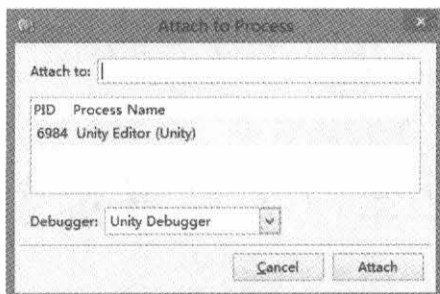 Attach to Process
Attach to:
PID Process Name
6984 Unity Editor (Unity)
Debugger: Unity Debugger
Cancel Attach